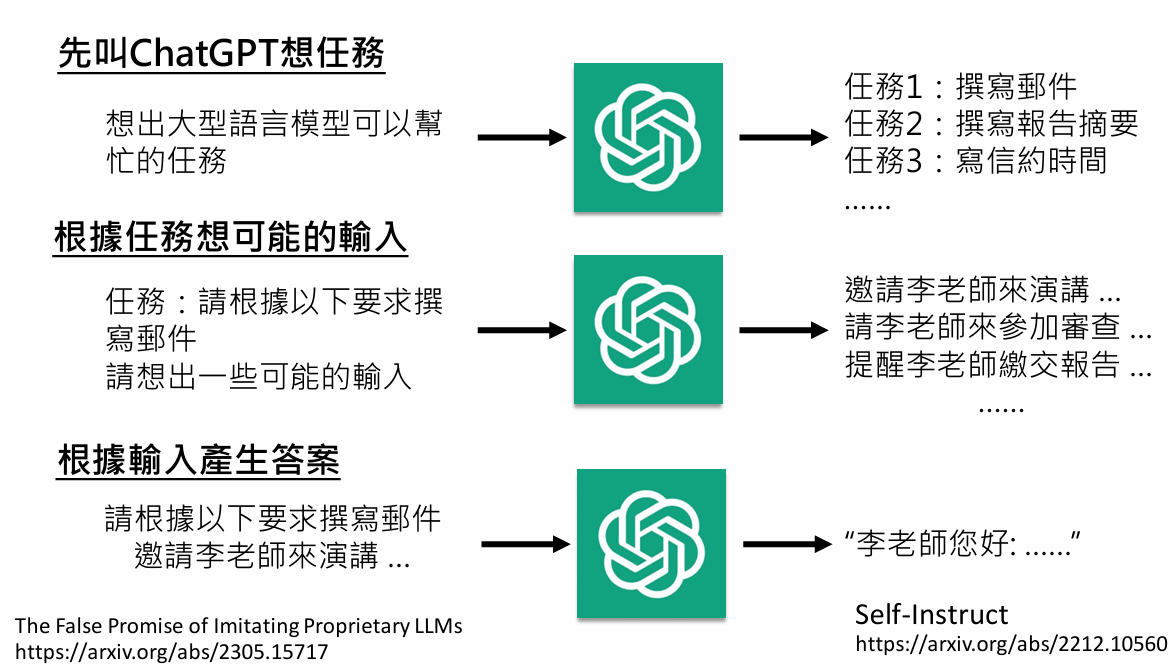 先叫ChatGPT想任務
想出大型語言模型可以幫
忙的任務
任務1：撰寫郵件
任務2：撰寫報告摘要
任務3：寫信約時間
……
根據任務想可能的輸入
任務：請根據以下要求撰
寫郵件
請想出一些可能的輸入
邀請李老師來演講 …
請李老師來參加審查 …
提醒李老師繳交報告 …
……
根據輸入產生答案
請根據以下要求撰寫郵件
邀請李老師來演講 …
“李老師您好: ……”
The False Promise of Imitating Proprietary LLMs
https://arxiv.org/abs/2305.15717
Self-Instruct
https://arxiv.org/abs/2212.10560